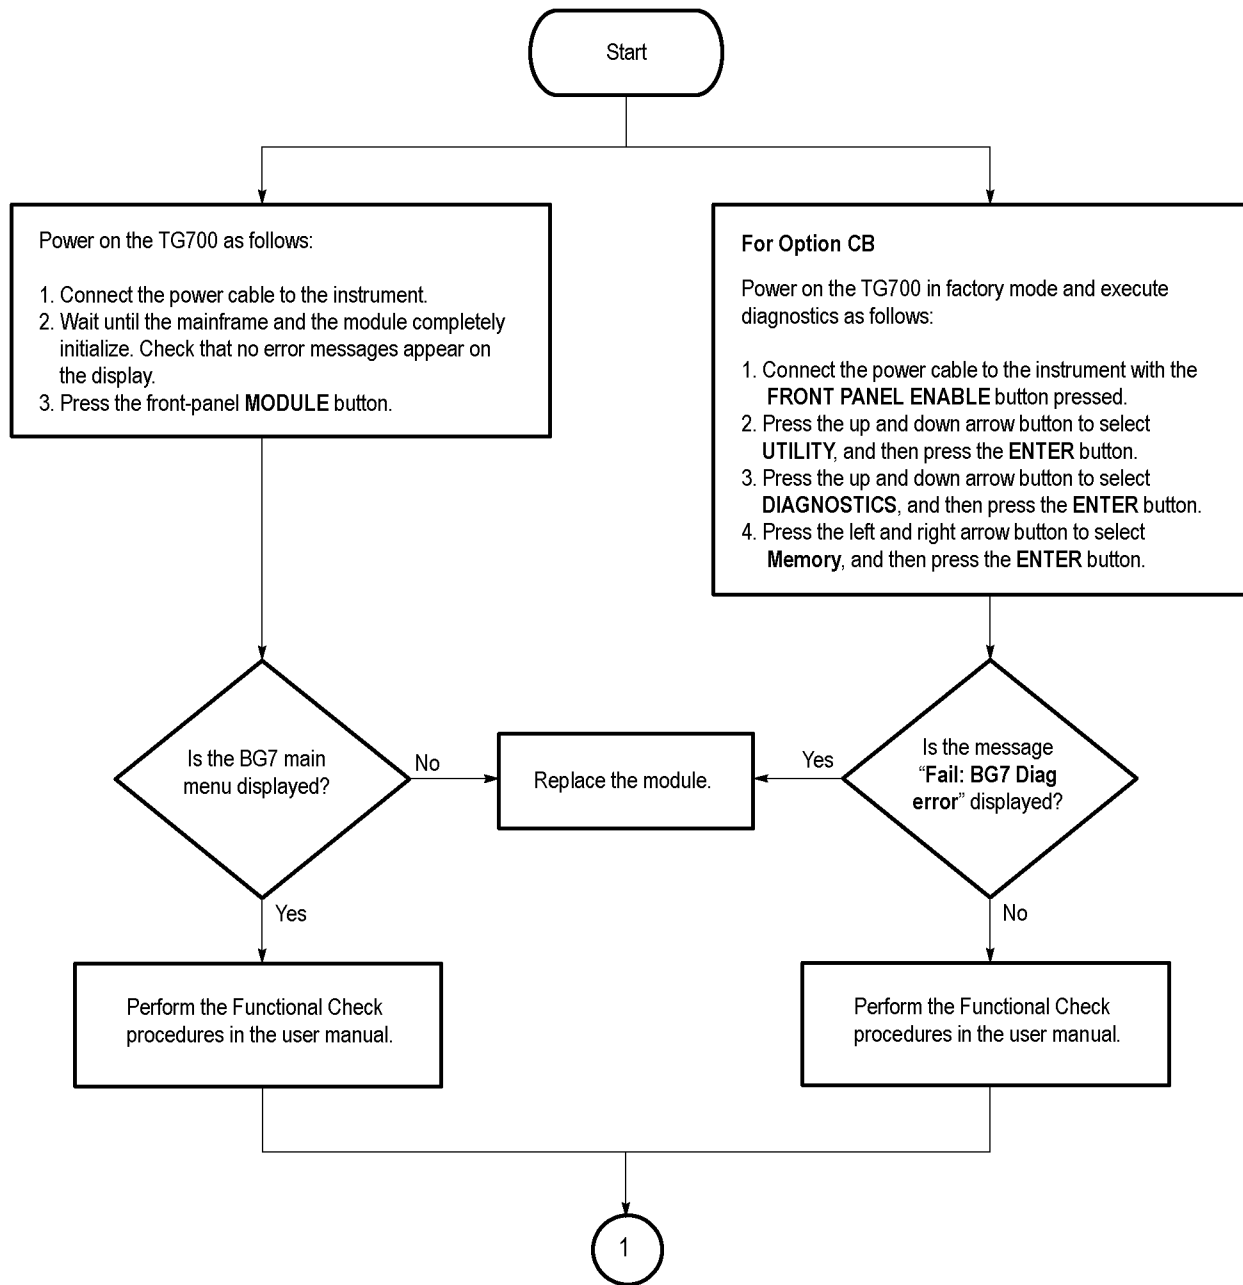 Start
Power on the TG700 as follows:
1. Connect the power cable to the instrument.
2. Wait until the mainframe and the module completely
initialize. Check that no error messages appear on
the display.
3. Press the front-panel MODULE button.
For Option CB
Power on the TG700 in factory mode and execute
diagnostics as follows:
1. Connect the power cable to the instrument with the
FRONT PANEL ENABLE button pressed.
2. Press the up and down arrow button to select
UTILITY, and then press the ENTER button.
3. Press the up and down arrow button to select
DIAGNOSTICS, and then press the ENTER button.
4. Press the left and right arrow button to select
Memory, and then press the ENTER button.
Is the BG7 main
menu displayed?
No
Replace the module.
Yes
Is the message
“Fail: BG7 Diag
error” displayed?
Yes
No
Perform the Functional Check
procedures in the user manual.
Perform the Functional Check
procedures in the user manual.
1